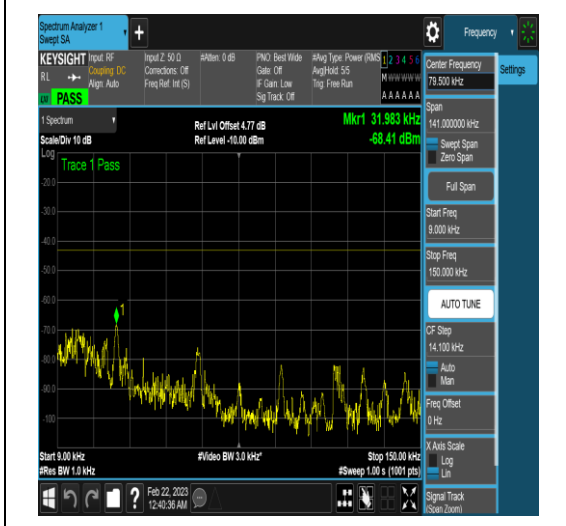 Spectrum Analyzer 1
Swept SA
+
Frequency
KEYSIGHT
Input: RF
Coupling: DC
Align: Auto
Input Z: 50 Ω
Corrections: Off
Freq Ref: Int (S)
#Atten: 0 dB
PNO: Best Wide
Gate: Off
IF Gain: Low
Sig Track: Off
#Avg Type: Power (RMS
Avg|Hold: 5/5
Trig: Free Run
1 2 3 4 5 6
M W W W W W
A A A A A A
R L
PASS
1 Spectrum
Scale/Div 10 dB
Ref Lvl Offset 4.77 dB
Ref Level -10.00 dBm
Mkr1 31.983 kHz
-68.41 dBm
Log
Trace 1 Pass
-20.0
-30.0
-40.0
-50.0
-60.0
-70.0
-80.0
-90.0
-100
1
Start 9.00 kHz
#Res BW 1.0 kHz
#Video BW 3.0 kHz*
Stop 150.00 kHz
#Sweep 1.00 s (1001 pts)
Feb 22, 2023
12:40:36 AM
Center Frequency
79.500 kHz
Settings
Span
141.000000 kHz
Swept Span
Zero Span
Full Span
Start Freq
9.000 kHz
Stop Freq
150.000 kHz
AUTO TUNE
CF Step
14.100 kHz
Auto
Man
Freq Offset
0 Hz
X Axis Scale
Log
Lin
Signal Track
(Span Zoom)